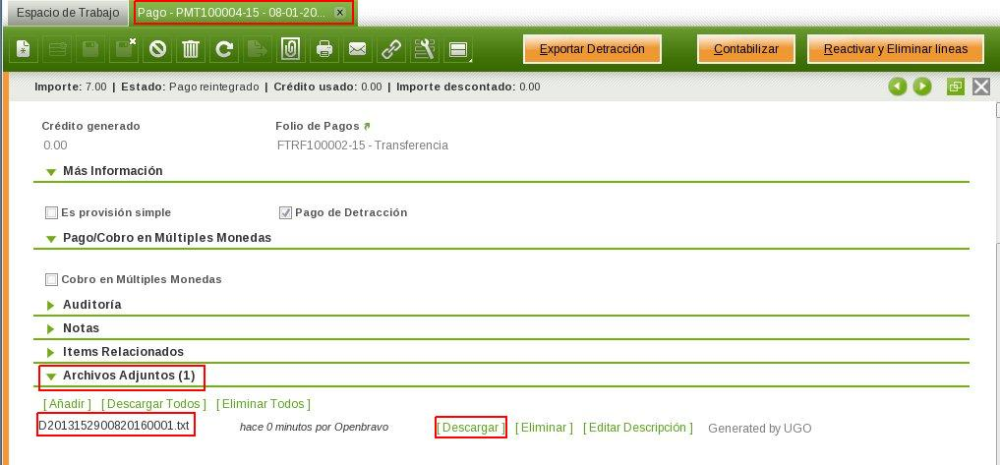 Espacio de Trabajo Pago - PMT100004-15 - 08-01-20...
Exportar Detracción Contabilizar Reactivar y Eliminar líneas
Importe: 7.00 | Estado: Pago reintegrado | Crédito usado: 0.00 | Importe descontado: 0.00
Crédito generado Folio de Pagos
0.00 FTRF100002-15 - Transferencia
Más Información
Es provisión simple Pago de Detracción
Pago/Cobro en Múltiples Monedas
Cobro en Múltiples Monedas
Auditoría
Notas
Items Relacionados
Archivos Adjuntos (1)
[ Añadir ] [ Descargar Todos ] [ Eliminar Todos ]
D2013152900820160001.txt hace 0 minutos por Openbravo [ Descargar ] [ Eliminar ] [ Editar Descripción ] Generated by UGO